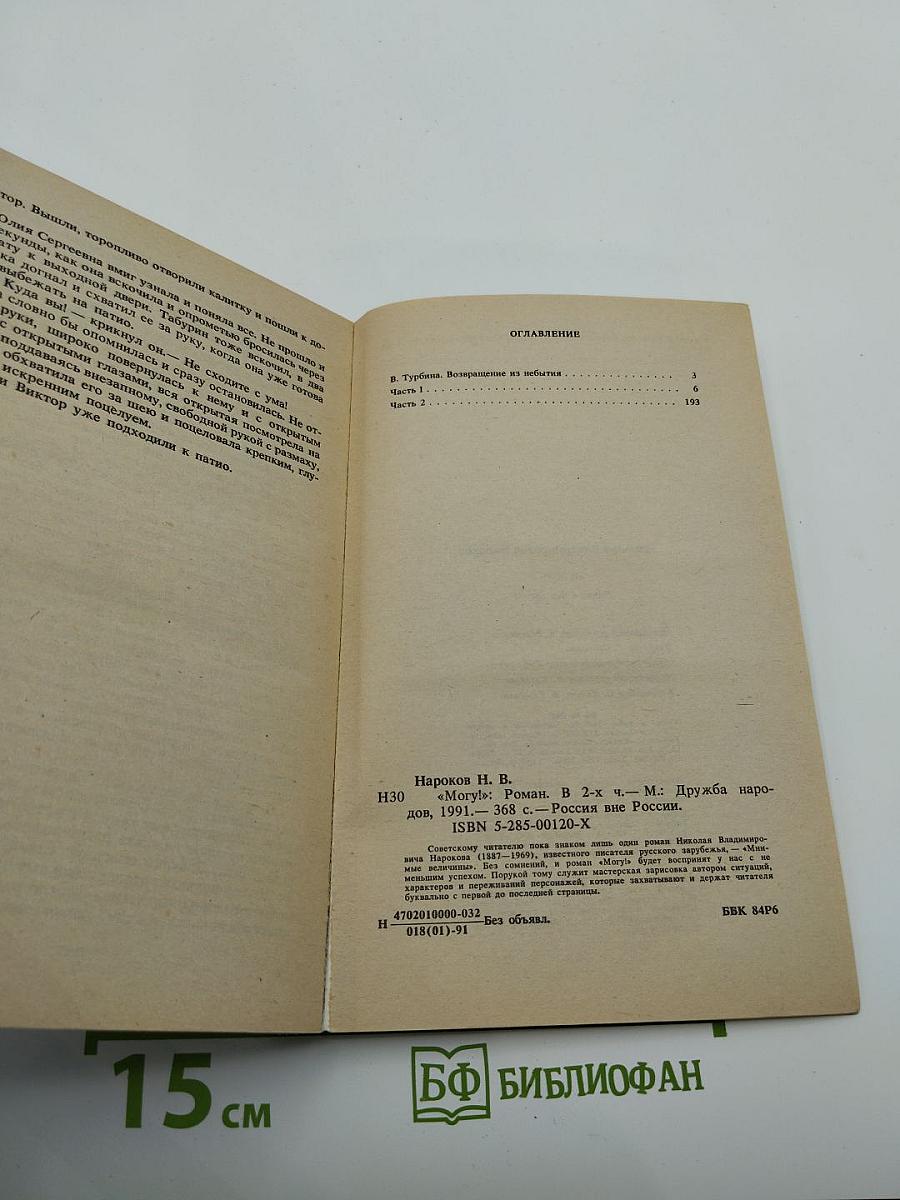 тор. Вышли, торопливо отворили калитку и пошли к до-
Юлия Сергеевна вмиг узнала и поняла все. Не прошло и
секунды, как она вскочила и опрометью бросилась через
ату к выходной двери. Табурин тоже вскочил, в два
ка догнал и схватил ее за руку, когда она уже готова
выбежать на патио.
Куда вы! — крикнул он.— Не сходите с ума!
словно бы опомнилась и сразу остановилась. Не от-
руки, широко повернулась к нему и с открытым
с открытыми глазами, вся открытая посмотрела на
поддаваясь внезапному, свободной рукой с размаху,
обхватила его за шею и поцеловала крепким, глу-
искренним поцелуем.
и Виктор уже подходили к патио.
ОГЛАВЛЕНИЕ
В. Турбина. Возвращение из небытия . . . . . . . . . . . . . . . 3
Часть 1 . . . . . . . . . . . . . . . . . . . . . . . . . . . . . . . . . . 6
Часть 2 . . . . . . . . . . . . . . . . . . . . . . . . . . . . . . . . . . 193
Нароков Н. В.
Н30 «Могу!»: Роман. В 2-х ч.— М.: Дружба наро-
дов, 1991.— 368 с.— Россия вне России.
ISBN 5-285-00120-X
Советскому читателю пока знаком лишь один роман Николая Владимиро-
вича Нарокова (1887—1969), известного писателя русского зарубежья,— «Мни-
мые величины». Без сомнений, и роман «Могу!» будет воспринят у нас с не
меньшим успехом. Порукой тому служит мастерская зарисовка автором ситуаций,
характеров и переживаний персонажей, которые захватывают и держат читателя
буквально с первой до последней страницы.
Н 4702010000-032 Без объявл.
018(01)-91
ББК 84Р6
15 см
БФ БИБЛИОФАН